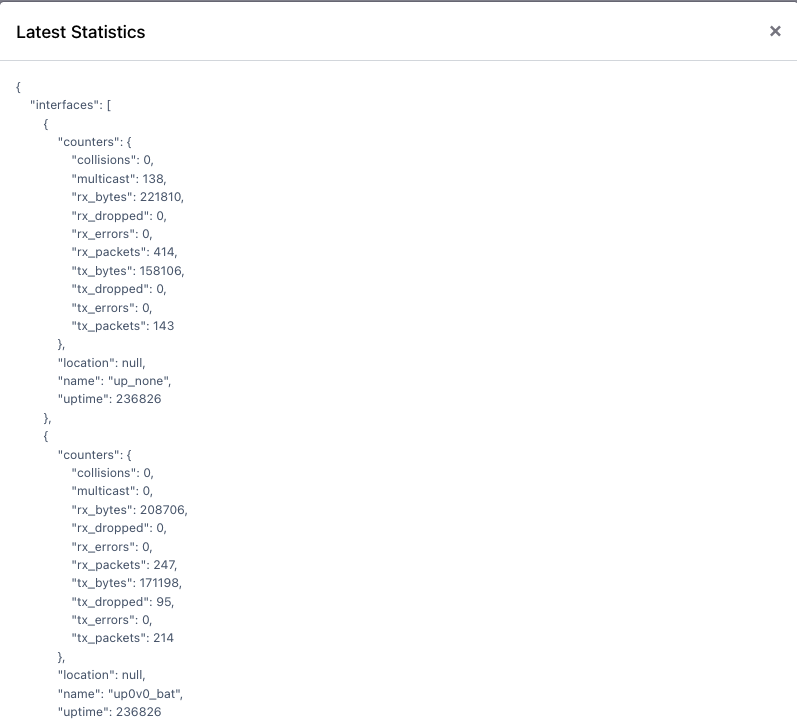 Latest Statistics
{
"interfaces": [
{
"counters": {
"collisions": 0,
"multicast": 138,
"rx_bytes": 221810,
"rx_dropped": 0,
"rx_errors": 0,
"rx_packets": 414,
"tx_bytes": 158106,
"tx_dropped": 0,
"tx_errors": 0,
"tx_packets": 143
},
"location": null,
"name": "up_none",
"uptime": 236826
},
{
"counters": {
"collisions": 0,
"multicast": 0,
"rx_bytes": 208706,
"rx_dropped": 0,
"rx_errors": 0,
"rx_packets": 247,
"tx_bytes": 171198,
"tx_dropped": 95,
"tx_errors": 0,
"tx_packets": 214
},
"location": null,
"name": "up0v0_bat",
"uptime": 236826